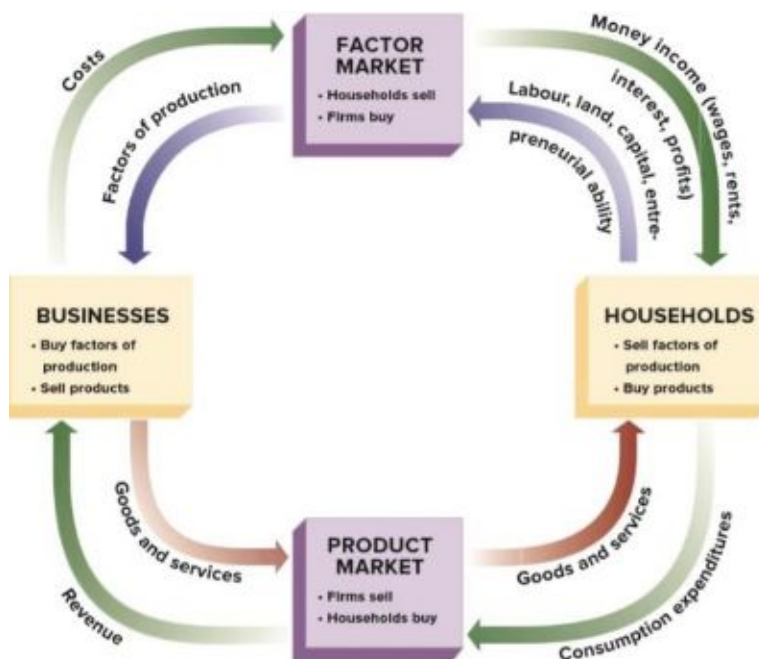 FACTOR
MARKET
• Households sell
• Firms buy
Costs
Factors of production
Money income (wages, rents,
interest, profits)
Labour, land, capital, entre-
preneurial ability
BUSINESSES
• Buy factors of
production
• Sell products
HOUSEHOLDS
• Sell factors of
production
• Buy products
Goods and services
Goods and services
PRODUCT
MARKET
• Firms sell
• Households buy
Revenue
Consumption expenditures